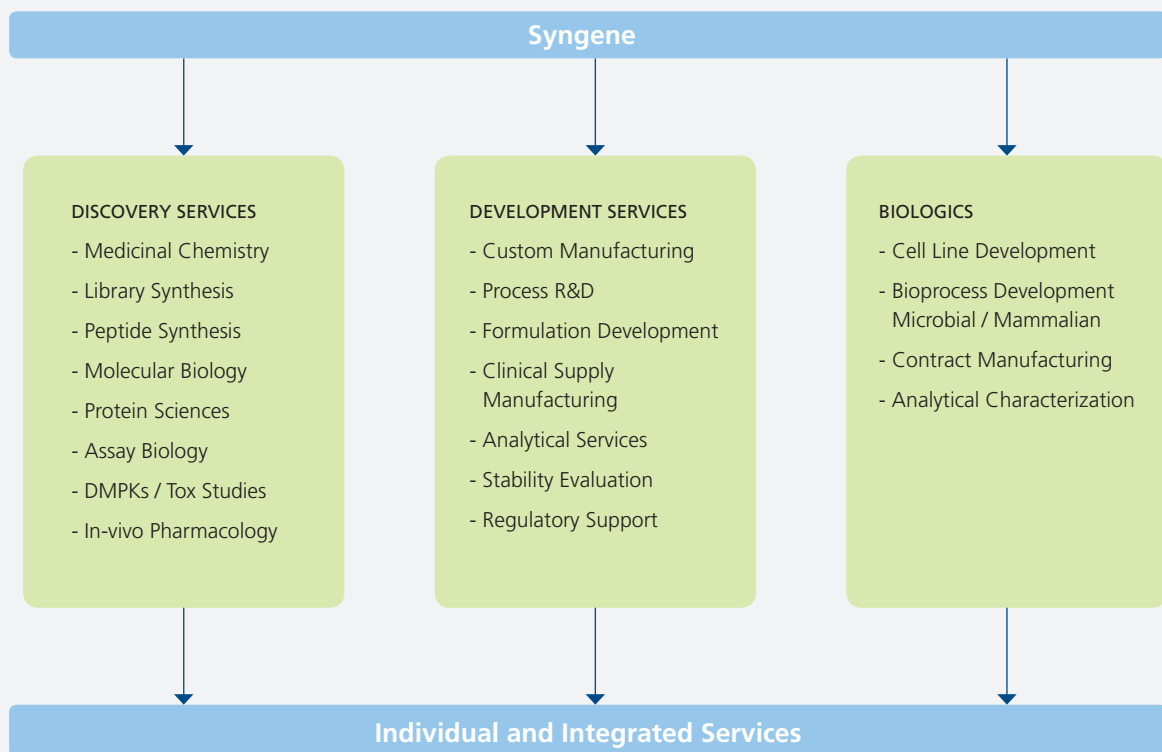 Syngene
DISCOVERY SERVICES
- Medicinal Chemistry
- Library Synthesis
- Peptide Synthesis
- Molecular Biology
- Protein Sciences
- Assay Biology
- DMPKs / Tox Studies
- In-vivo Pharmacology
DEVELOPMENT SERVICES
- Custom Manufacturing
- Process R&D
- Formulation Development
- Clinical Supply
Manufacturing
- Analytical Services
- Stability Evaluation
- Regulatory Support
BIOLOGICS
- Cell Line Development
- Bioprocess Development
Microbial / Mammalian
- Contract Manufacturing
- Analytical Characterization
Individual and Integrated Services